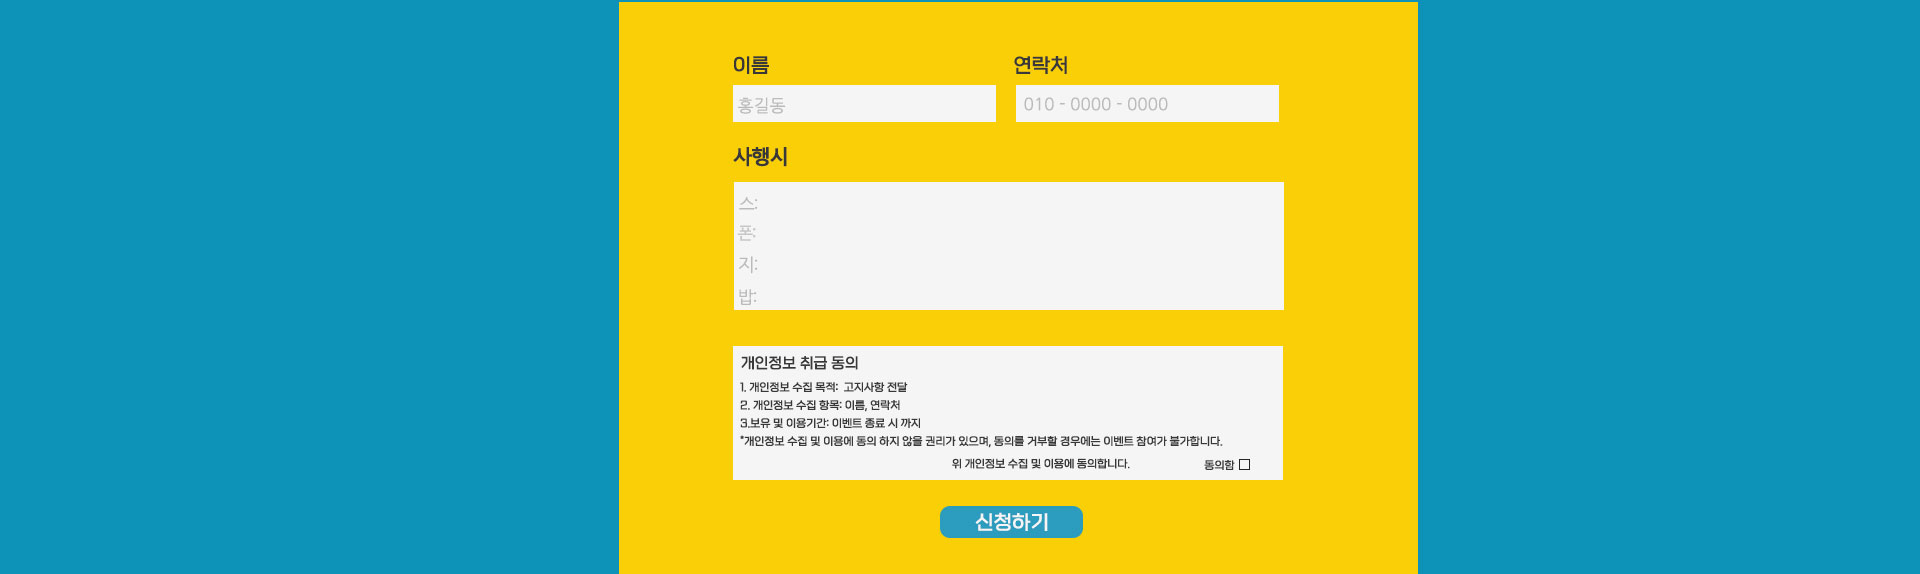 이름 연락처
홍길동 010 - 0000 - 0000
사행시
스:
폰:
지:
밥:
개인정보 취급 동의
1. 개인정보 수집 목적: 고지사항 전달
2. 개인정보 수집 항목: 이름, 연락처
3.보유 및 이용기간: 이벤트 종료 시 까지
*개인정보 수집 및 이용에 동의 하지 않을 권리가 있으며, 동의를 거부할 경우에는 이벤트 참여가 불가합니다.
위 개인정보 수집 및 이용에 동의합니다. 동의함
신청하기